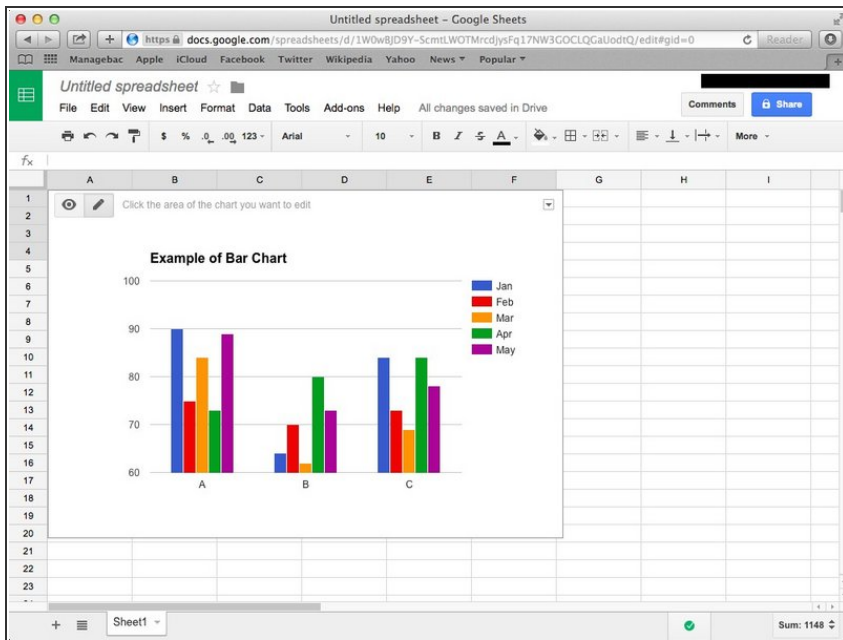 Untitled spreadsheet – Google Sheets
https docs.google.com/spreadsheets/d/1W0wBJD9Y-ScmtLWOTMrcdJysFq17NW3GOCLQGaUodtQ/edit#gid=0 Reader
Managebac Apple iCloud Facebook Twitter Wikipedia Yahoo News Popular
Untitled spreadsheet
File Edit View Insert Format Data Tools Add-ons Help All changes saved in Drive Comments Share
$ % .0 .00 123 Arial 10 B I S A More
fx
A B C D E F G H I
1
2
3
4
5
6
7
8
9
10
11
12
13
14
15
16
17
18
19
20
21
22
23
Click the area of the chart you want to edit
Example of Bar Chart
100
90
80
70
60
A B C
Jan
Feb
Mar
Apr
May
Sheet1 Sum: 1148